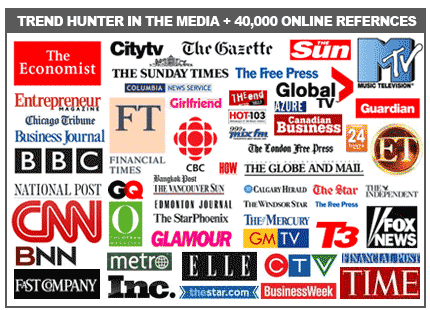 TREND HUNTER IN THE MEDIA + 40,000 ONLINE REFERNCES
The Economist
Citytv
The Gazette
THE Sun
MTV
MUSIC TELEVISION
THE SUNDAY TIMES
The Free Press
COLUMBIA NEWS SERVICE
Global TV
Entrepreneur
MAGAZINE
FT
Girlfriend
AZURE
Guardian
Chicago Tribune
HOT-103
Canadian Business
Business Journal
mix fm
24
ET
The London Free Press
BBC
FINANCIAL TIMES
CBC
HOW
THE GLOBE AND MAIL
NATIONAL POST
GQ
Bangkok Post
THE VANCOUVER SUN
CALGARY HERALD
The Star
THE INDEPENDENT
CNN
O
EDMONTON JOURNAL
THE WINDSOR STAR
The Free Press
The StarPhoenix
THE MERCURY
FOX NEWS
BNN
GLAMOUR
GMTV
T3
metro
ELLE
CTV
FINANCIAL POST
FAST COMPANY
Inc.
thestar.com
BusinessWeek
TIME